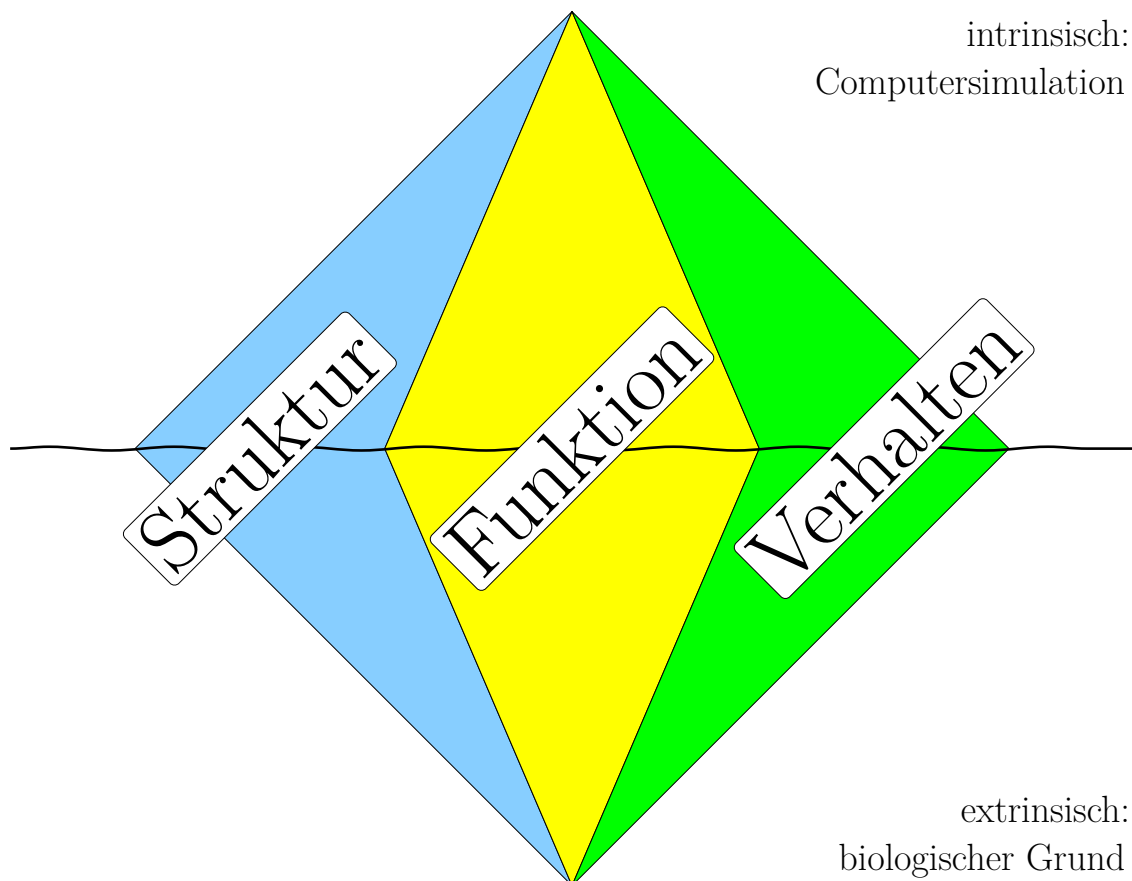 intrinsisch:
Computersimulation
Struktur
Funktion
Verhalten
extrinsisch:
biologischer Grund